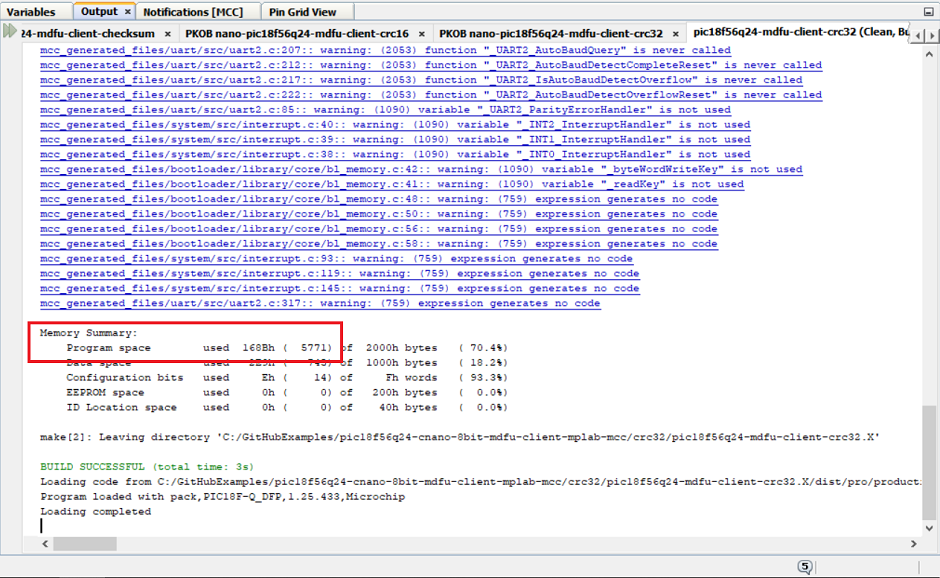 Variables Output × Notifications [MCC] Pin Grid View
24-mdfu-client-checksum × PKOB nano-pic18f56q24-mdfu-client-crc16 × PKOB nano-pic18f56q24-mdfu-client-crc32 × pic18f56q24-mdfu-client-crc32 (Clean, Bu
mcc_generated_files/uart/src/uart2.c:207:: warning: (2053) function "_UART2_AutoBaudQuery" is never called
mcc_generated_files/uart/src/uart2.c:212:: warning: (2053) function "_UART2_AutoBaudDetectCompleteReset" is never called
mcc_generated_files/uart/src/uart2.c:217:: warning: (2053) function "_UART2_IsAutoBaudDetectOverflow" is never called
mcc_generated_files/uart/src/uart2.c:222:: warning: (2053) function "_UART2_AutoBaudDetectOverflowReset" is never called
mcc_generated_files/uart/src/uart2.c:85:: warning: (1090) variable "_UART2_ParityErrorHandler" is not used
mcc_generated_files/system/src/interrupt.c:40:: warning: (1090) variable "_INT2_InterruptHandler" is not used
mcc_generated_files/system/src/interrupt.c:39:: warning: (1090) variable "_INT1_InterruptHandler" is not used
mcc_generated_files/system/src/interrupt.c:38:: warning: (1090) variable "_INT0_InterruptHandler" is not used
mcc_generated_files/bootloader/library/core/bl_memory.c:42:: warning: (1090) variable "_byteWordWriteKey" is not used
mcc_generated_files/bootloader/library/core/bl_memory.c:41:: warning: (1090) variable "_readKey" is not used
mcc_generated_files/bootloader/library/core/bl_memory.c:48:: warning: (759) expression generates no code
mcc_generated_files/bootloader/library/core/bl_memory.c:50:: warning: (759) expression generates no code
mcc_generated_files/bootloader/library/core/bl_memory.c:56:: warning: (759) expression generates no code
mcc_generated_files/bootloader/library/core/bl_memory.c:58:: warning: (759) expression generates no code
mcc_generated_files/system/src/interrupt.c:93:: warning: (759) expression generates no code
mcc_generated_files/system/src/interrupt.c:119:: warning: (759) expression generates no code
mcc_generated_files/system/src/interrupt.c:145:: warning: (759) expression generates no code
mcc_generated_files/uart/src/uart2.c:317:: warning: (759) expression generates no code
Memory Summary:
Program space used 168Bh ( 5771) of 2000h bytes ( 70.4%)
Data space used 2E9h ( 745) of 1000h bytes ( 18.2%)
Configuration bits used Eh ( 14) of Fh words ( 93.3%)
EEPROM space used 0h ( 0) of 200h bytes ( 0.0%)
ID Location space used 0h ( 0) of 40h bytes ( 0.0%)
make[2]: Leaving directory 'C:/GitHubExamples/pic18f56q24-cnano-8bit-mdfu-client-mplab-mcc/crc32/pic18f56q24-mdfu-client-crc32.X'
BUILD SUCCESSFUL (total time: 3s)
Loading code from C:/GitHubExamples/pic18f56q24-cnano-8bit-mdfu-client-mplab-mcc/crc32/pic18f56q24-mdfu-client-crc32.X/dist/pro/producti
Program loaded with pack,PIC18F-Q_DFP,1.25.433,Microchip
Loading completed
5